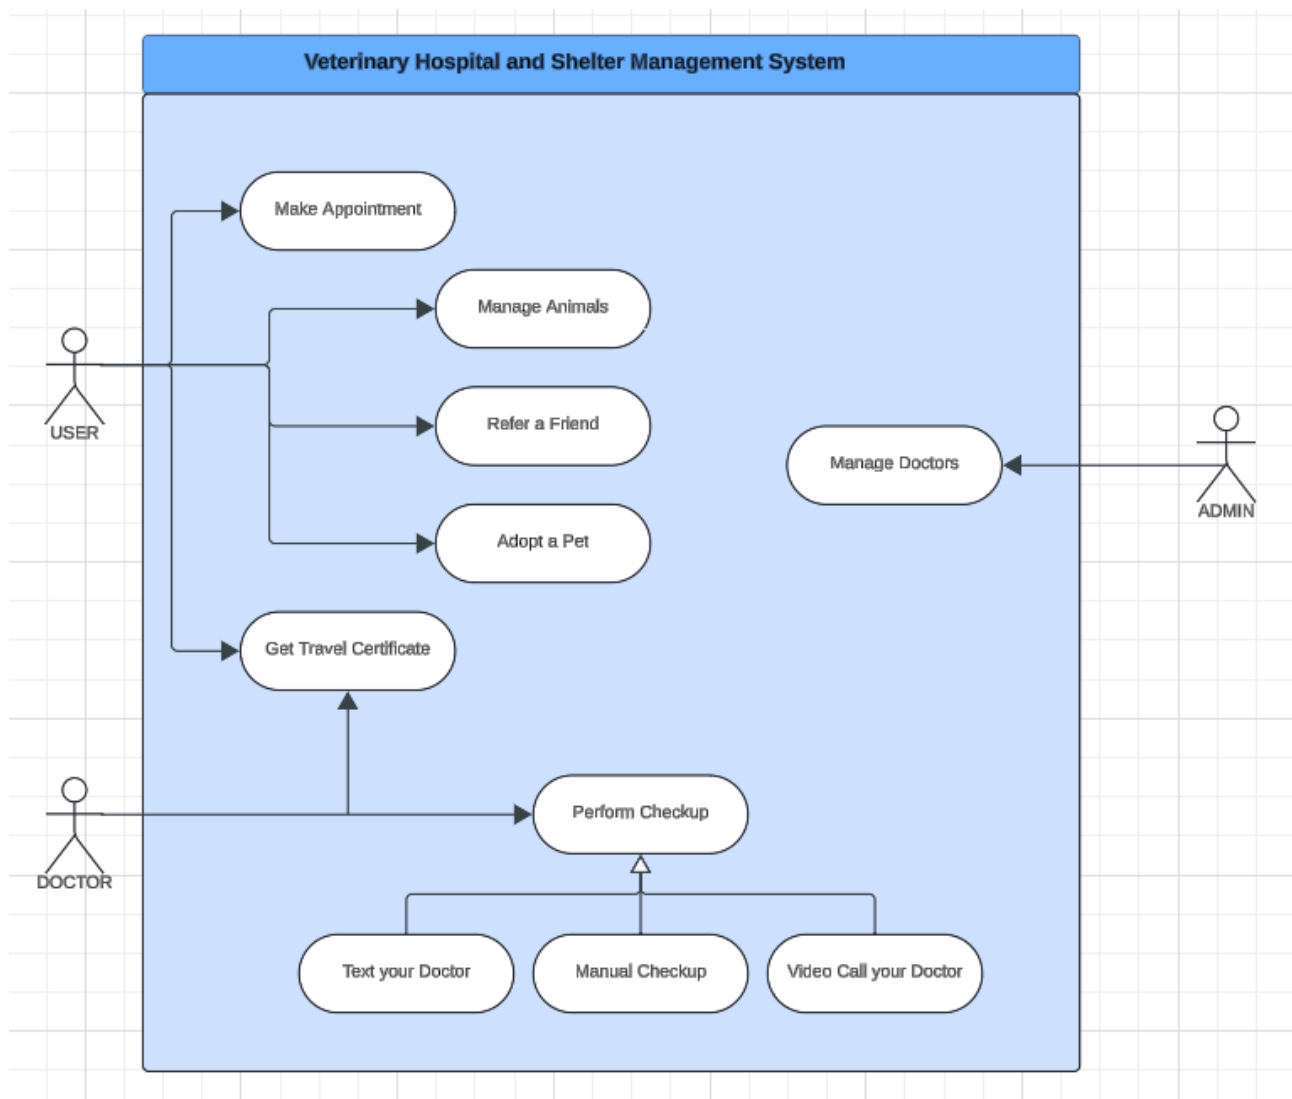 Veterinary Hospital and Shelter Management System
Make Appointment
Manage Animals
Refer a Friend
Adopt a Pet
Get Travel Certificate
Manage Doctors
USER
ADMIN
Perform Checkup
DOCTOR
Text your Doctor
Manual Checkup
Video Call your Doctor